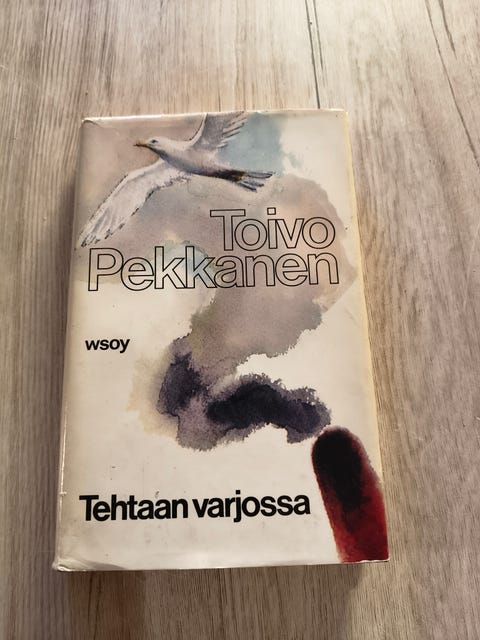 Toivo
Pekkanen
wsoy
Tehtaan varjossa